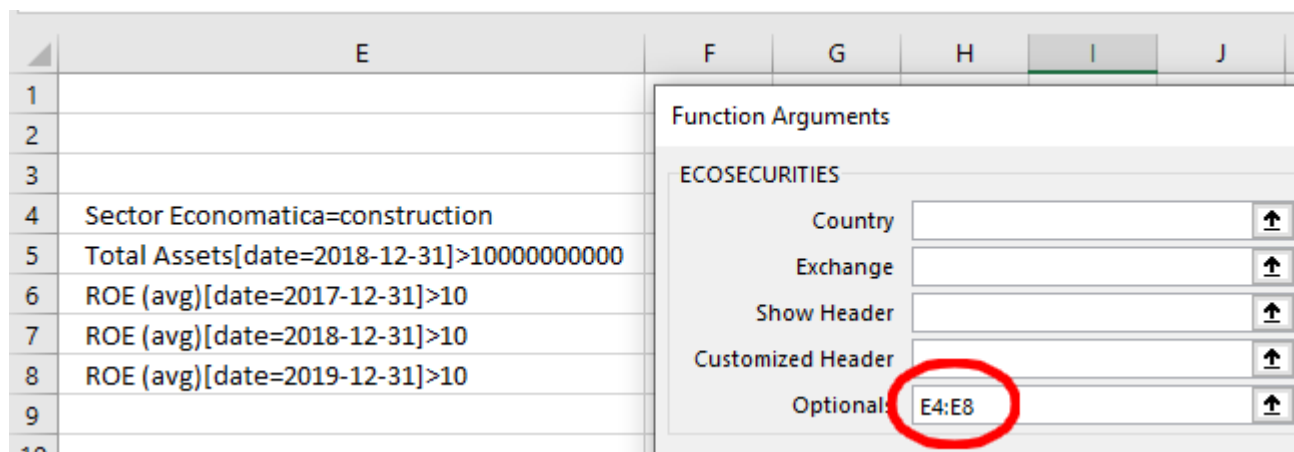 E F G H I J
1
2
3
4 Sector Economatica=construction
5 Total Assets[date=2018-12-31]>10000000000
6 ROE (avg)[date=2017-12-31]>10
7 ROE (avg)[date=2018-12-31]>10
8 ROE (avg)[date=2019-12-31]>10
9
10
Function Arguments
ECOSECURITIES
Country
Exchange
Show Header
Customized Header
Optionals E4:E8